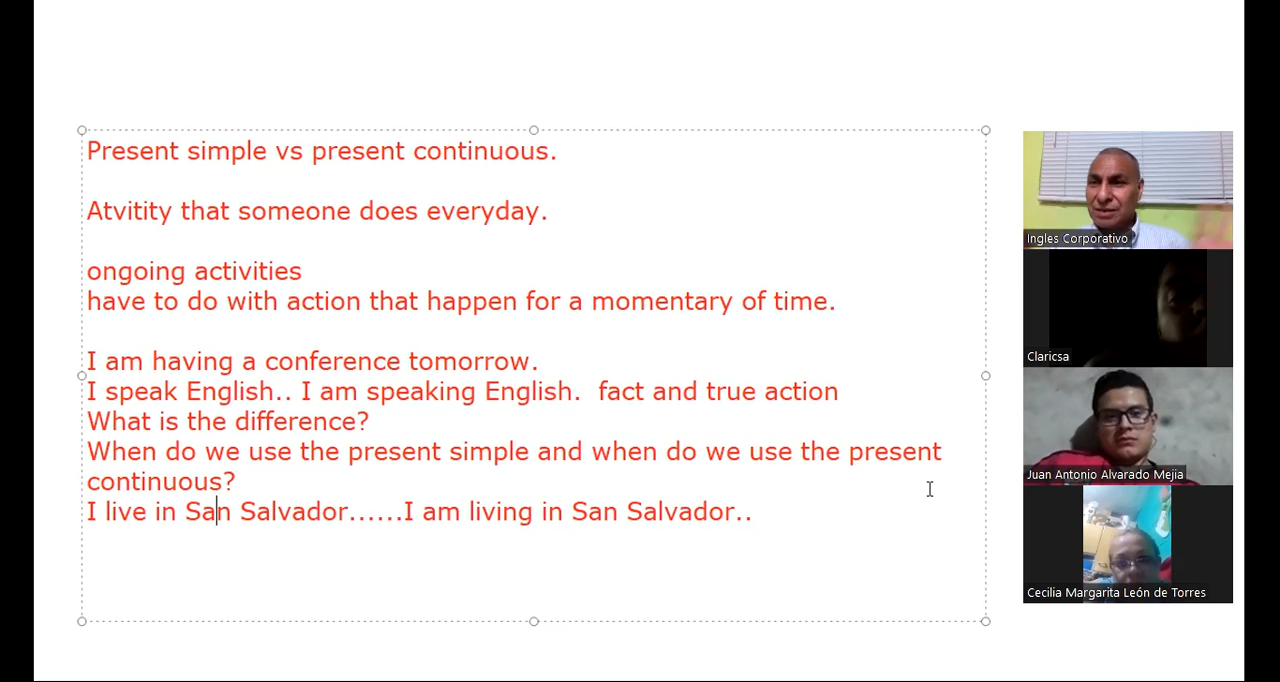 Present simple vs present continuous.
Atvitity that someone does everyday.
ongoing activities
have to do with action that happen for a momentary of time.
I am having a conference tomorrow.
I speak English.. I am speaking English.  fact and true action
What is the difference?
When do we use the present simple and when do we use the present
continuous?
I live in San Salvador......I am living in San Salvador..
Ingles Corporativo
Claricsa
Juan Antonio Alvarado Mejia
Cecilia Margarita León de Torres